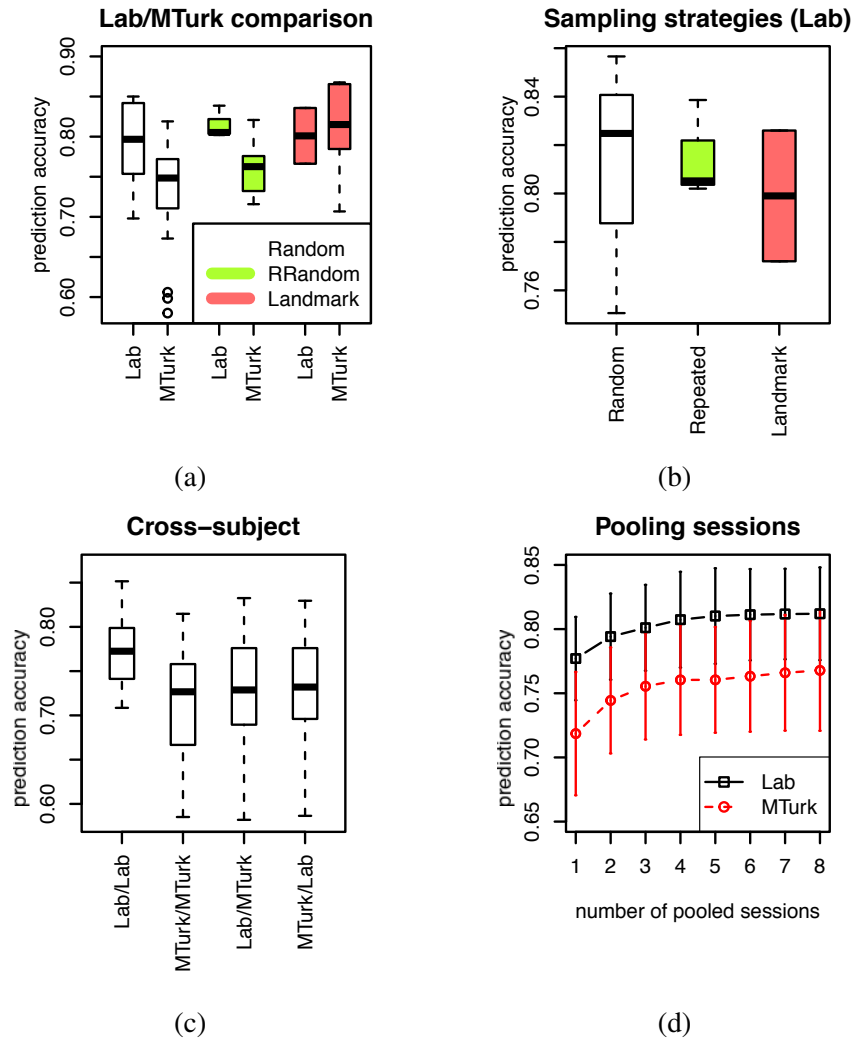 Lab/MTurk comparison
prediction accuracy
0.60
0.70
0.80
0.90
Random
RRandom
Landmark
Lab
MTurk
Lab
MTurk
Lab
MTurk
(a)
Sampling strategies (Lab)
prediction accuracy
0.76
0.80
0.84
Random
Repeated
Landmark
(b)
Cross−subject
prediction accuracy
0.60
0.70
0.80
Lab/Lab
MTurk/MTurk
Lab/MTurk
MTurk/Lab
(c)
Pooling sessions
prediction accuracy
0.65
0.70
0.75
0.80
0.85
Lab
MTurk
1 2 3 4 5 6 7 8
number of pooled sessions
(d)